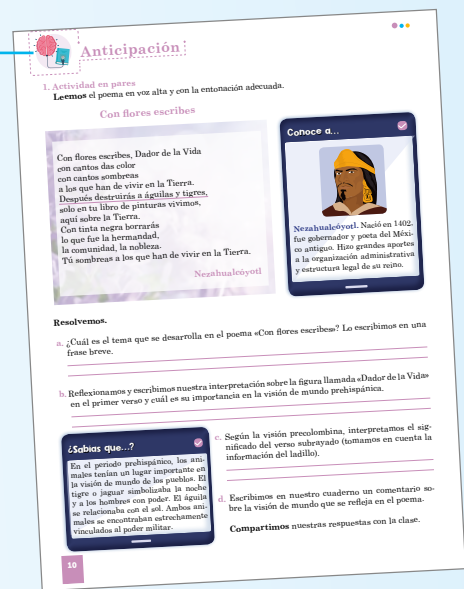 Anticipación
1. Actividad en pares
Leemos el poema en voz alta y con la entonación adecuada.
Con flores escribes
Con flores escribes, Dador de la Vida
con cantos das color
con cantos sombreas
a los que han de vivir en la Tierra.
Después destruirás a águilas y tigres,
solo en tu libro de pinturas vivimos,
aquí sobre la Tierra.
Con tinta negra borrarás
lo que fue la hermandad,
la comunidad, la nobleza.
Tú sombreas a los que han de vivir en la Tierra.
Nezahualcóyotl
Conoce a...
Nezahualcóyotl. Nació en 1402,
fue gobernador y poeta del Méxi-
co antiguo. Hizo grandes aportes
a la organización administrativa
y estructura legal de su reino.
Resolvemos.
a. ¿Cuál es el tema que se desarrolla en el poema «Con flores escribes»? Lo escribimos en una
frase breve.
b. Reflexionamos y escribimos nuestra interpretación sobre la figura llamada «Dador de la Vida»
en el primer verso y cuál es su importancia en la visión de mundo prehispánica.
¿Sabías que...?
En el periodo prehispánico, los ani-
males tenían un lugar importante en
la visión de mundo de los pueblos. El
tigre o jaguar simbolizaba la noche
y a los hombres con poder. El águila
se relacionaba con el sol. Ambos ani-
males se encontraban estrechamente
vinculados al poder militar.
c. Según la visión precolombina, interpretamos el sig-
nificado del verso subrayado (tomamos en cuenta la
información del ladillo).
d. Escribimos en nuestro cuaderno un comentario so-
bre la visión de mundo que se refleja en el poema.
Compartimos nuestras respuestas con la clase.
10